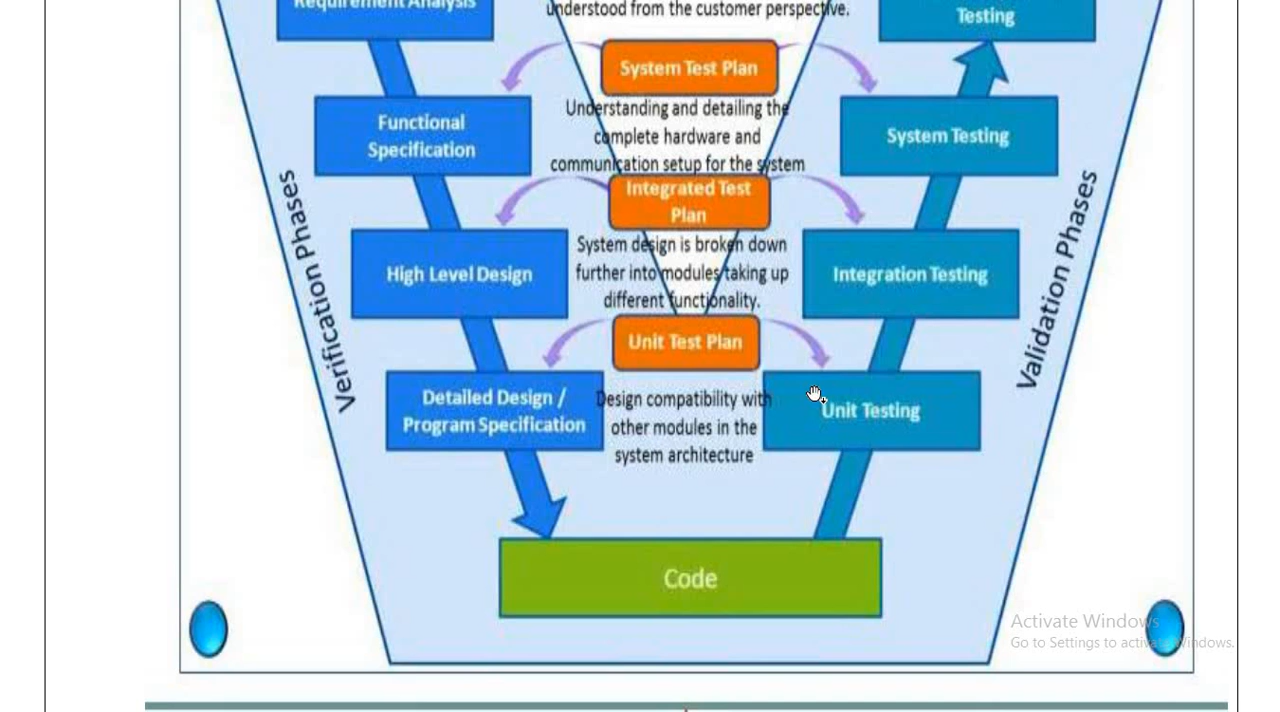 Requirement Analysis
understood from the customer perspective.
Testing
System Test Plan
Understanding and detailing the
complete hardware and
communication setup for the system
Functional
Specification
System Testing
Integrated Test
Plan
System design is broken down
further into modules taking up
different functionality.
High Level Design
Integration Testing
Verification Phases
Validation Phases
Unit Test Plan
Detailed Design /
Program Specification
Design compatibility with
other modules in the
system architecture
Unit Testing
Code
Activate Windows
Go to Settings to activate Windows.